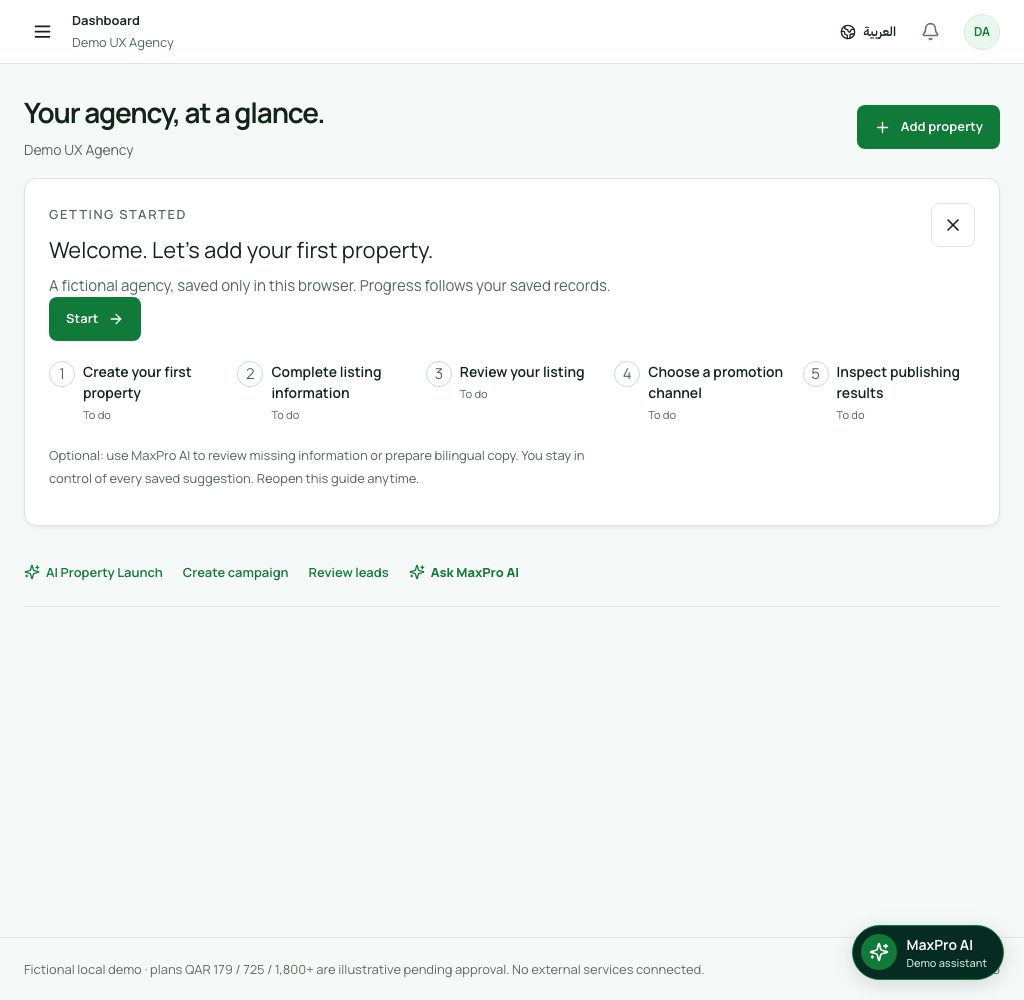 Dashboard
Demo UX Agency
العربية
DA
Your agency, at a glance.
Demo UX Agency
Add property
GETTING STARTED
Welcome. Let's add your first property.
A fictional agency, saved only in this browser. Progress follows your saved records.
Start
1 Create your first property
To do
2 Complete listing information
To do
3 Review your listing
To do
4 Choose a promotion channel
To do
5 Inspect publishing results
To do
Optional: use MaxPro AI to review missing information or prepare bilingual copy. You stay in
control of every saved suggestion. Reopen this guide anytime.
AI Property Launch
Create campaign
Review leads
Ask MaxPro AI
Fictional local demo · plans QAR 179 / 725 / 1,800+ are illustrative pending approval. No external services connected.
MaxPro AI
Demo assistant